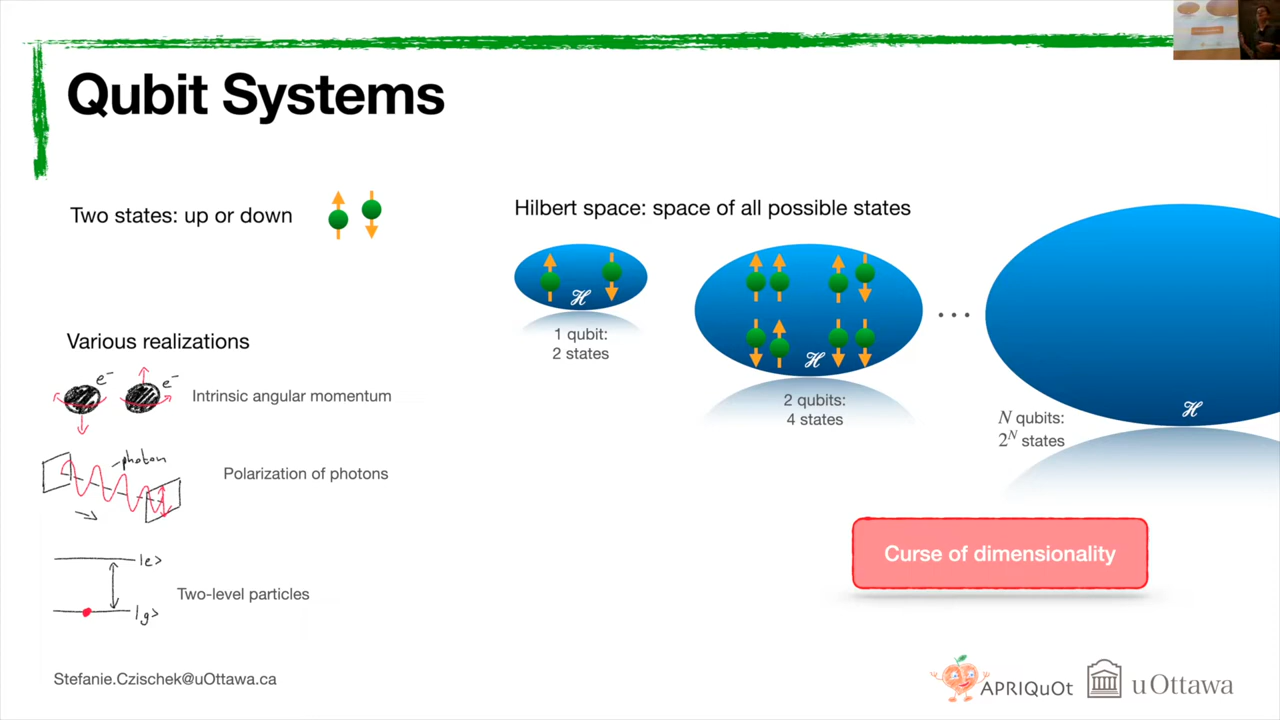 Qubit Systems
Two states: up or down
Various realizations
e⁻
e⁻
Intrinsic angular momentum
photon
Polarization of photons
|e>
Two-level particles
|g>
Hilbert space: space of all possible states
ℋ
1 qubit:
2 states
ℋ
2 qubits:
4 states
...
ℋ
N qubits:
2^N states
Curse of dimensionality
Stefanie.Czischek@uOttawa.ca
APRIQuOt
uOttawa